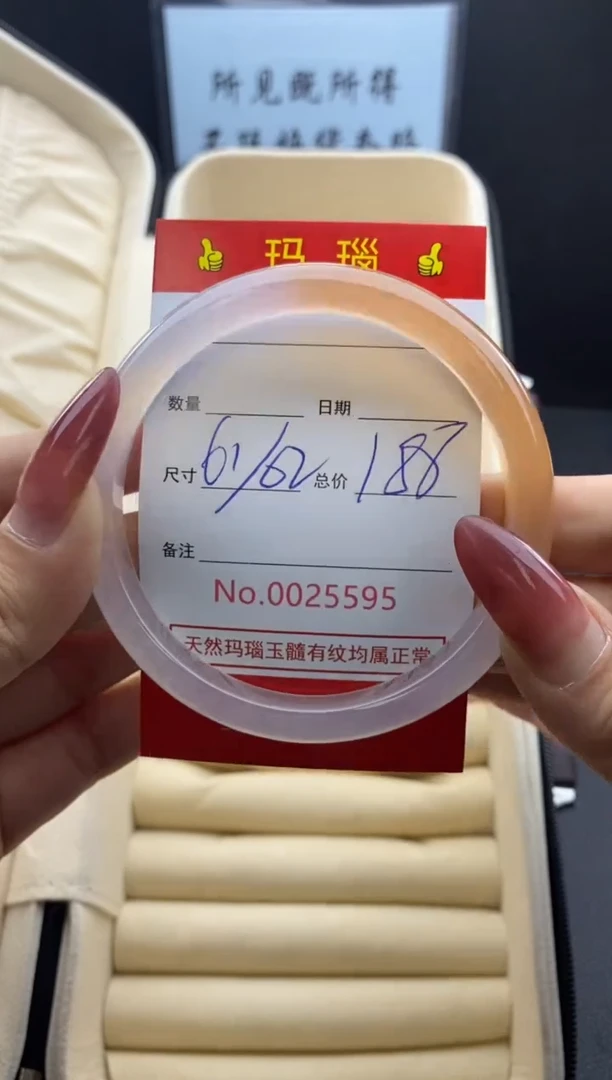 所见既所得
玛瑙
数量 日期
尺寸 61/62 总价 188
备注
No.0025595
天然玛瑙玉髓有纹均属正常